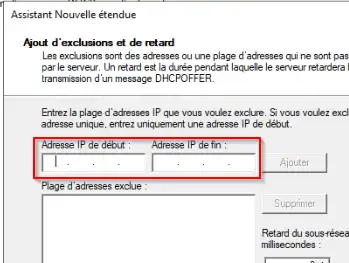 Assistant Nouvelle étendue
Ajout d'exclusions et de retard
Les exclusions sont des adresses ou une plage d'adresses qui ne sont pas
par le serveur. Un retard est la durée pendant laquelle le serveur retardera
transmission d'un message DHCPOFFER.
Entrez la plage d'adresses IP que vous voulez exclure. Si vous voulez excl
adresse unique, entrez uniquement une adresse IP de début.
Adresse IP de début : Adresse IP de fin :
Ajouter
Plage d'adresses exclue :
Supprimer
Retard du sous-résea
millisecondes :